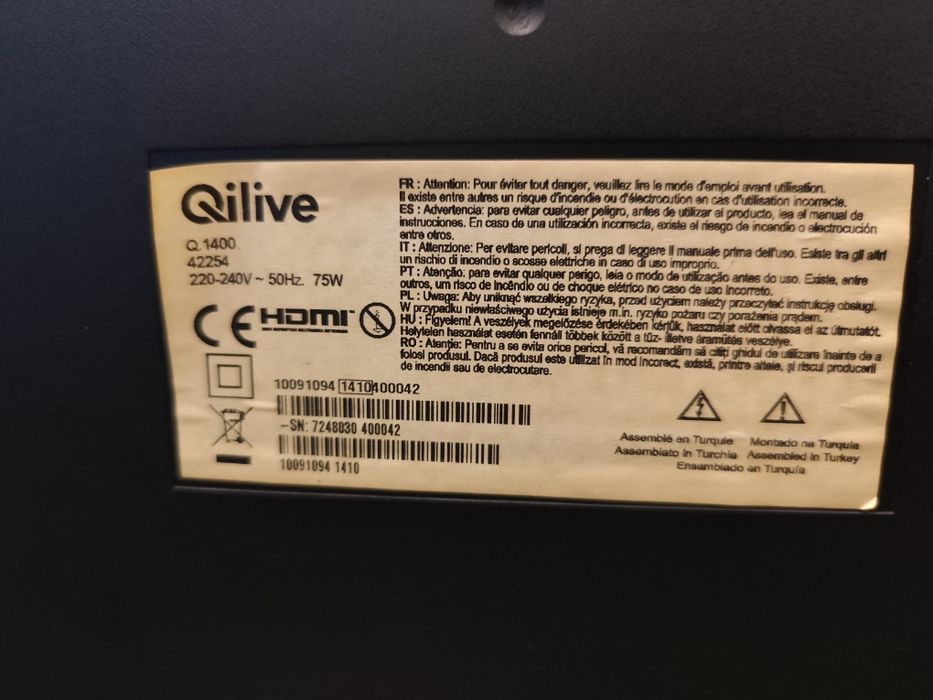 Qilive
Q.1400.
42254
220-240V ~ 50Hz. 75W
CE HDMI
FR : Attention: Pour éviter tout danger, veuillez lire le mode d'emploi avant utilisation.
Il existe entre autres un risque d'incendie ou d'électrocution en cas d'utilisation incorrecte.
ES : Advertencia: para evitar cualquier peligro, antes de utilizar el producto, lea el manual de
instrucciones. En caso de una utilización incorrecta, existe el riesgo de incendio o electrocución
entre otros.
IT : Attenzione: Per evitare pericoli, si prega di leggere il manuale prima dell'uso. Esiste tra gli altri
un rischio di incendio o scosse elettriche in caso di uso improprio.
PT : Atenção: para evitar qualquer perigo, leia o modo de utilização antes do uso. Existe, entre
outros, um risco de incêndio ou de choque elétrico no caso de uso incorreto.
PL : Uwaga: Aby uniknąć wszelkiego ryzyka, przed użyciem należy przeczytać instrukcję obsługi.
W przypadku niewłaściwego użycia istnieje m.in. ryzyko pożaru czy porażenia prądem.
HU : Figyelem! A veszélyek megelőzése érdekében kérjük, használat előtt olvassa el az útmutatót.
Helytelen használat esetén fennáll többek között a tűz- illetve áramütés veszélye.
RO : Atenție: Pentru a se evita orice pericol, vă recomandăm să citiți ghidul de utilizare înainte de a
folosi produsul. Dacă produsul este utilizat în mod incorect, există, printre altele, și riscul producerii
de incendii sau de electrocutare.
10091094 1410400042
-SN: 7248030 400042
10091094 1410
Assemblé en Turquie Montado na Turquia
Assemblato in Turchia Assembled in Turkey
Ensamblado en Turquía